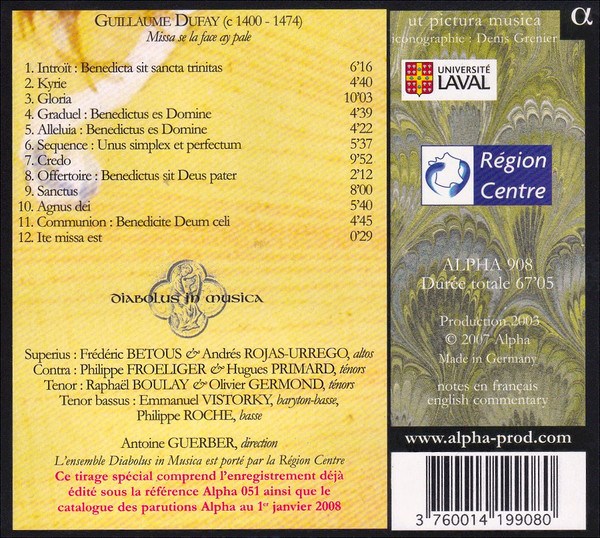 GUILLAUME DUFAY (c 1400 - 1474)
Missa se la face ay pale
1. Introït : Benedicta sit sancta trinitas 6'16
2. Kyrie 4'40
3. Gloria 10'03
4. Graduel : Benedictus es Domine 4'39
5. Alleluia : Benedictus es Domine 4'22
6. Sequence : Unus simplex et perfectum 5'37
7. Credo 9'52
8. Offertoire : Benedictus sit Deus pater 2'12
9. Sanctus 8'00
10. Agnus dei 5'40
11. Communion : Benedicite Deum celi 4'45
12. Ite missa est 0'29
diabolus in musica
Superius : Frédéric BETOUS & Andrés ROJAS-URREGO, altos
Contra : Philippe FROELIGER & Hugues PRIMARD, ténors
Tenor : Raphaël BOULAY & Olivier GERMOND, ténors
Tenor bassus : Emmanuel VISTORKY, baryton-basse,
Philippe ROCHE, basse
Antoine GUERBER, direction
L'ensemble Diabolus in Musica est porté par la Région Centre
Ce tirage spécial comprend l'enregistrement déjà
édité sous la référence Alpha 051 ainsi que le
catalogue des parutions Alpha au 1er janvier 2008
α
ut pictura musica
iconographie : Denis Grenier
UNIVERSITÉ
LAVAL
Région
Centre
ALPHA 908
Durée totale 67'05
Production 2003
© 2007 Alpha
Made in Germany
notes en français
english commentary
www.alpha-prod.com
3 760014 199080